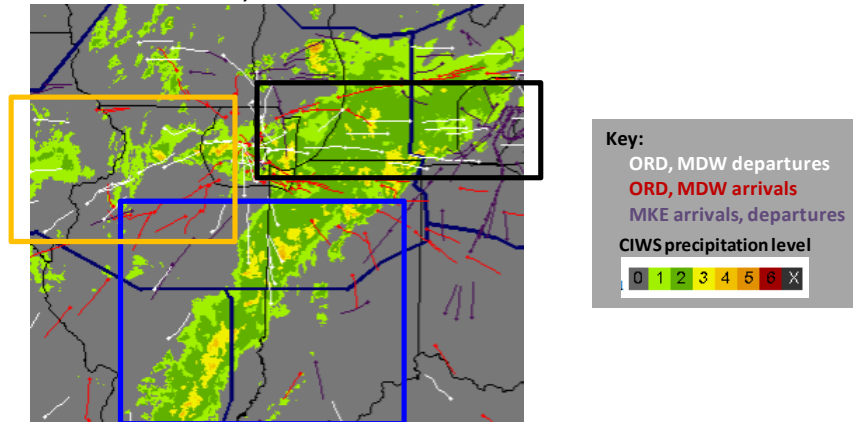 Key:
ORD, MDW departures
ORD, MDW arrivals
MKE arrivals, departures
CIWS precipitation level
0 1 2 3 4 5 6 X